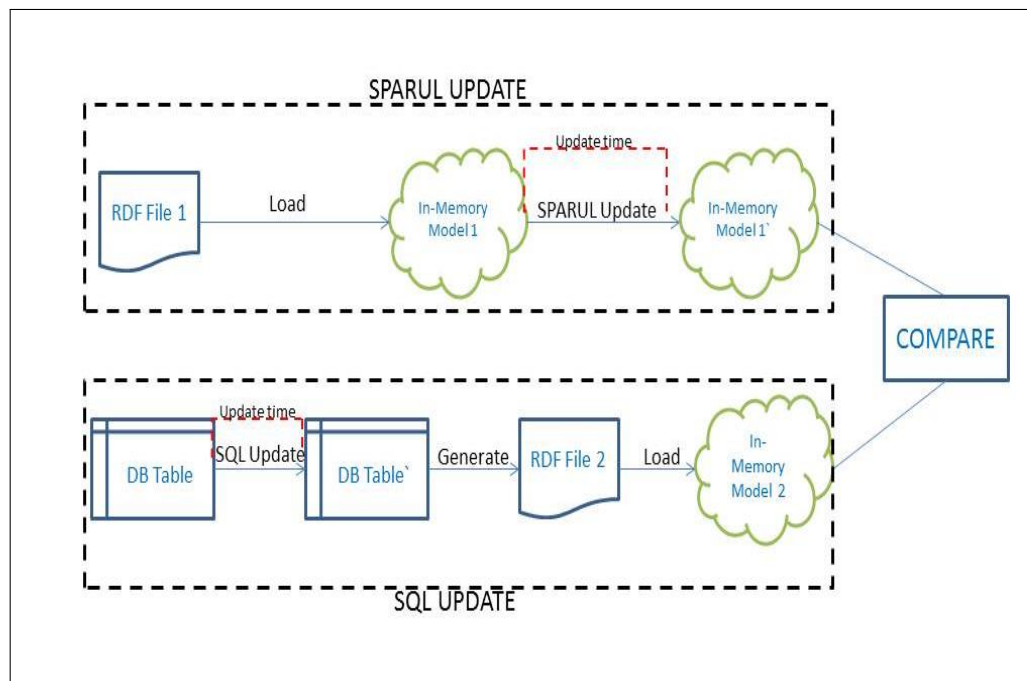 SPARUL UPDATE
Update time
RDF File 1
Load
In-Memory
Model 1
SPARUL Update
In-Memory
Model 1`
COMPARE
Update time
DB Table
SQL Update
DB Table`
Generate
RDF File 2
Load
In-
Memory
Model 2
SQL UPDATE